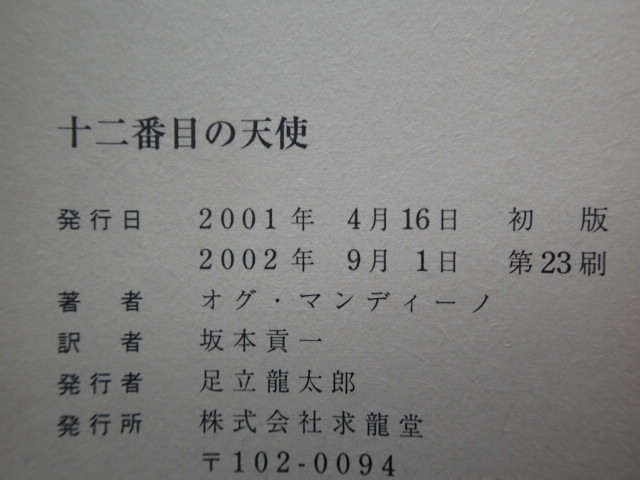 十二番目の天使
発行日 2001年 4月16日 初 版
2002年 9月 1日 第23刷
著 者 オグ・マンディーノ
訳 者 坂本貢一
発行者 足立龍太郎
発行所 株式会社求龍堂
〒102-0094